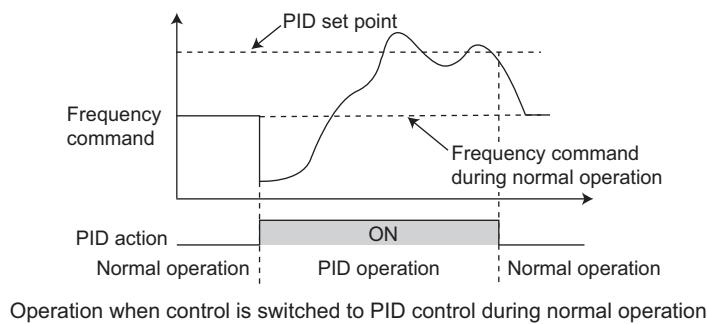 PID set point
Frequency
command
Frequency command
during normal operation
PID action
ON
Normal operation
PID operation
Normal operation
Operation when control is switched to PID control during normal operation